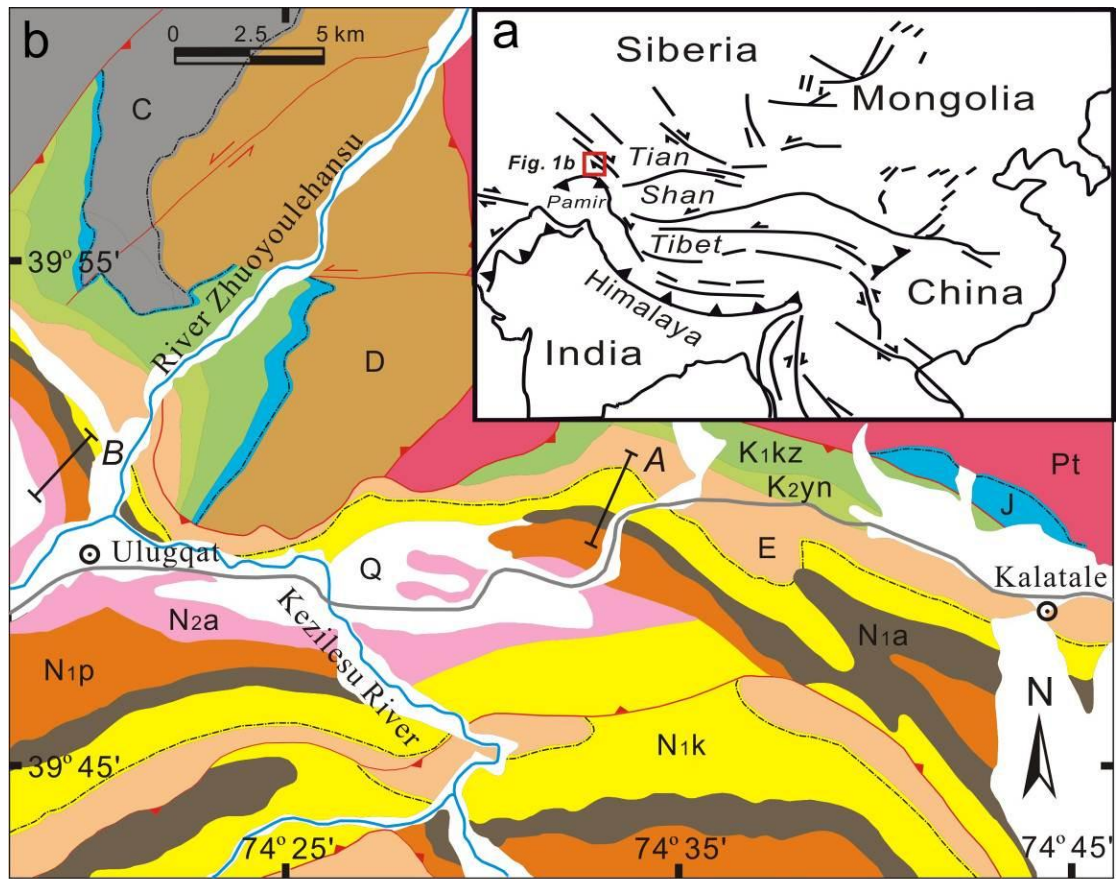 b
0 2.5 5 km
C
River Zhuoyoulehansu
39° 55'
D
a
Siberia
Mongolia
Fig. 1b
Tian
Shan
Pamir
Tibet
Himalaya
China
India
B
A
K1kz
K2yn
Pt
J
Ulugqat
Q
E
Kalatale
N2a
Kezilesu River
N1a
N1p
N
N1k
39° 45'
74° 25'
74° 35'
74° 45'